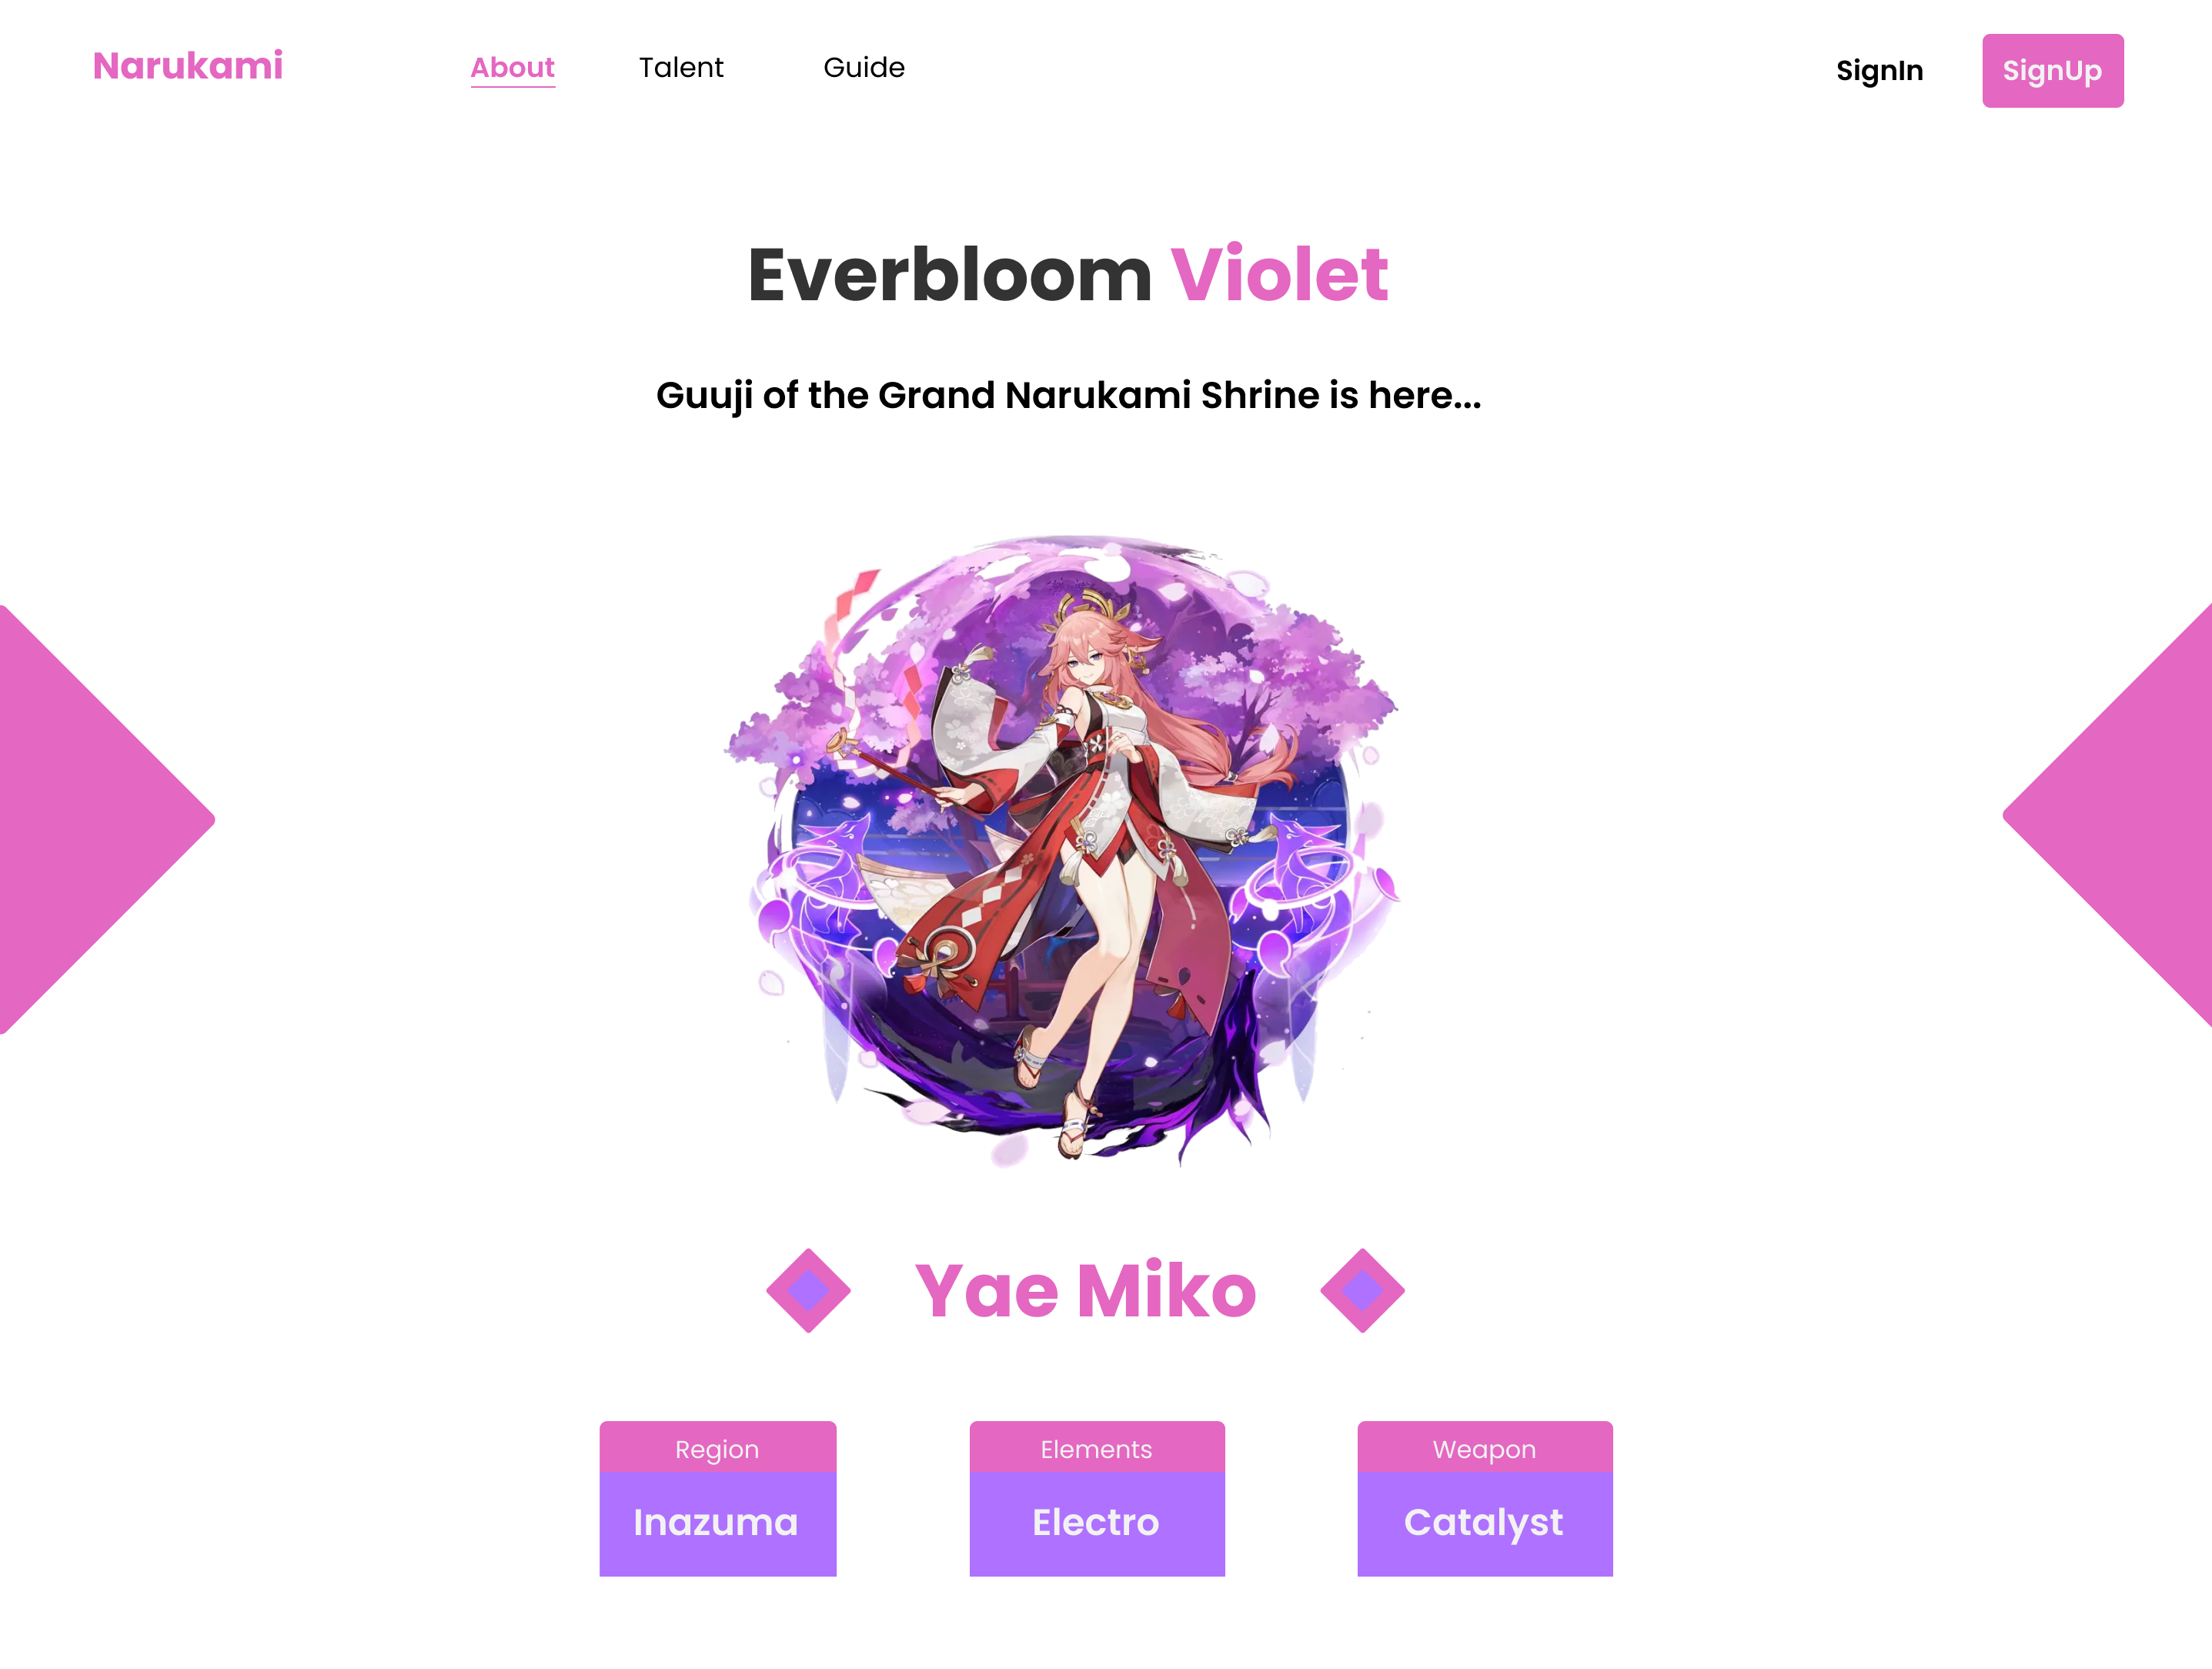 Narukami About Talent Guide SignIn SignUp
Everbloom Violet
Guuji of the Grand Narukami Shrine is here...
Yae Miko
Region Elements Weapon
Inazuma Electro Catalyst